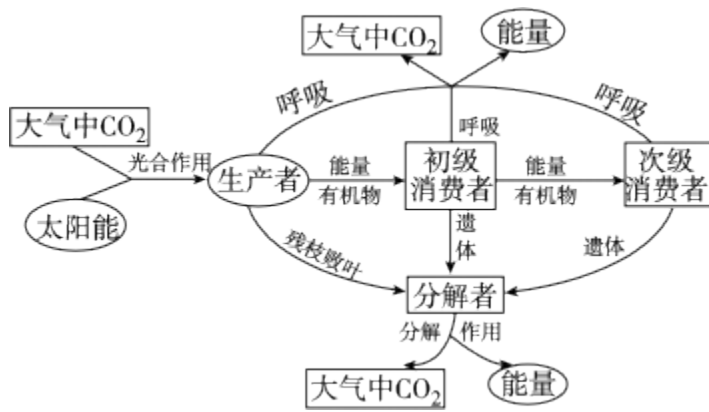 大气中CO₂
能量
呼吸
呼吸
呼吸
大气中CO₂
光合作用
太阳能
生产者
能量
有机物
初级
消费者
能量
有机物
次级
消费者
残枝败叶
遗
体
遗体
分解者
分解
作用
大气中CO₂
能量